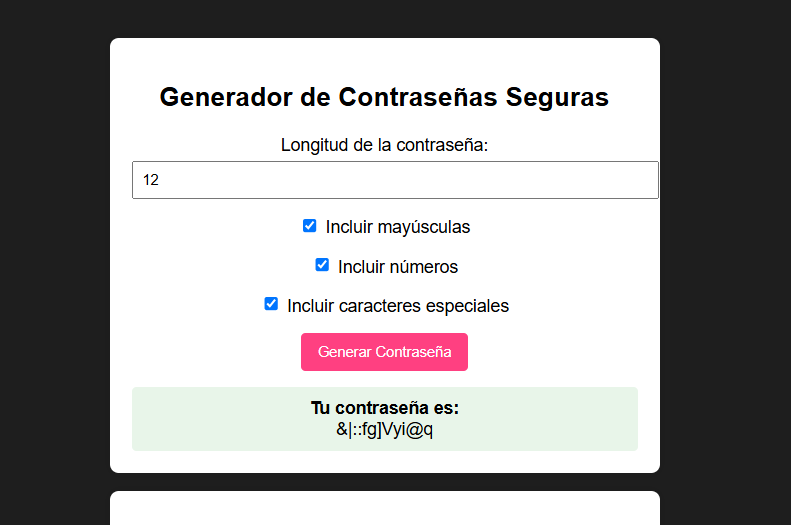 Generador de Contraseñas Seguras
Longitud de la contraseña:
12
Incluir mayúsculas
Incluir números
Incluir caracteres especiales
Generar Contraseña
Tu contraseña es:
&|::fg]Vyi@q